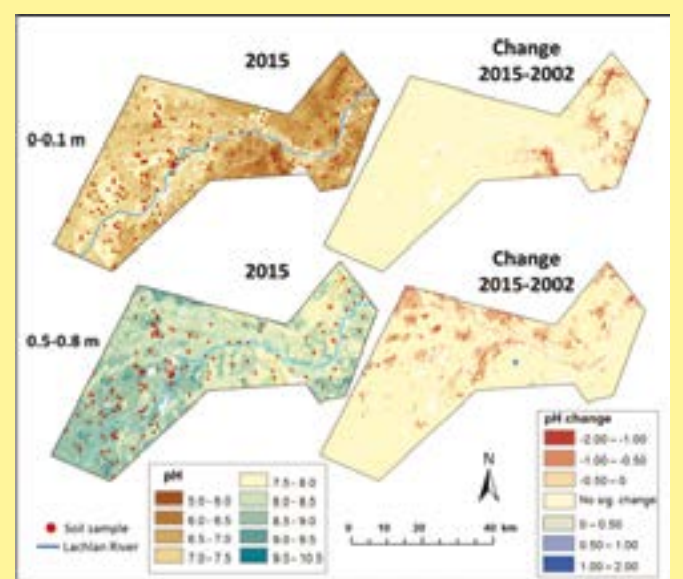 2015
Change
2015-2002
0-0.1 m
2015
Change
2015-2002
0.5-0.8 m
Soil sample
Lachlan River
pH
5.0 – 6.0
6.0 – 6.5
6.5 – 7.0
7.0 – 7.5
7.5 – 8.0
8.0 – 8.5
8.5 – 9.0
9.0 – 9.5
9.5 – 10.5
N
0 20 40 km
pH change
-2.00 – -1.00
-1.00 – -0.50
-0.50 – 0
No sig. change
0 – 0.50
0.50 – 1.00
1.00 – 2.00